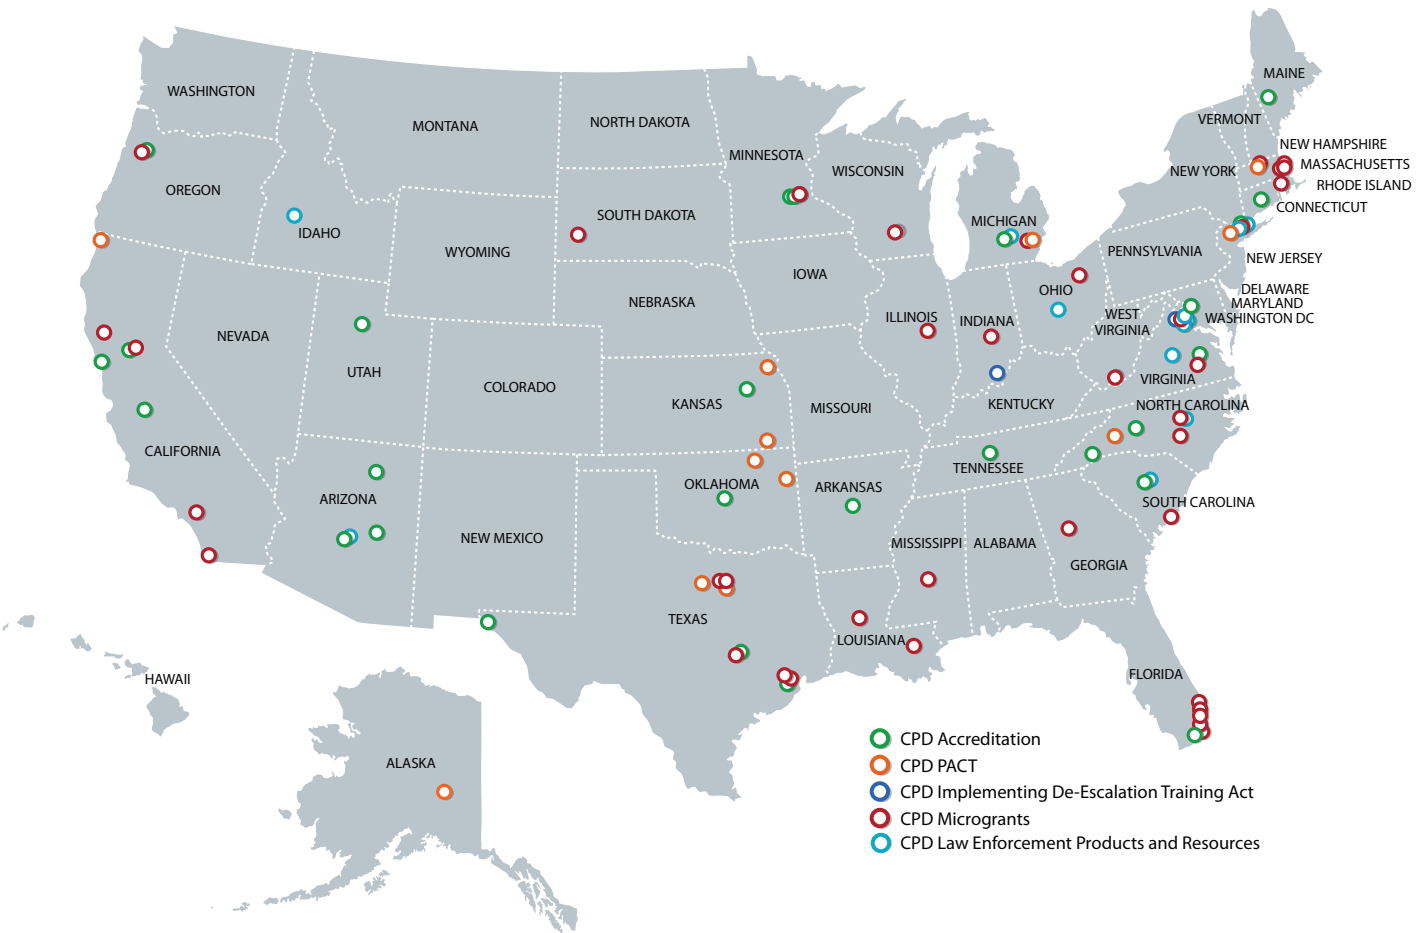 MAINE
WASHINGTON
VERMONT
NORTH DAKOTA
MONTANA
NEW HAMPSHIRE
MINNESOTA
MASSACHUSETTS
WISCONSIN
NEW YORK
RHODE ISLAND
OREGON
CONNECTICUT
SOUTH DAKOTA
MICHIGAN
IDAHO
WYOMING
PENNSYLVANIA
NEW JERSEY
IOWA
OHIO
DELAWARE
NEBRASKA
MARYLAND
WEST
VIRGINIA
WASHINGTON DC
ILLINOIS
INDIANA
NEVADA
UTAH
VIRGINIA
COLORADO
KANSAS
MISSOURI
KENTUCKY
NORTH CAROLINA
CALIFORNIA
TENNESSEE
OKLAHOMA
ARKANSAS
ARIZONA
SOUTH CAROLINA
NEW MEXICO
MISSISSIPPI
ALABAMA
GEORGIA
TEXAS
LOUISIANA
FLORIDA
HAWAII
ALASKA
CPD Accreditation
CPD PACT
CPD Implementing De-Escalation Training Act
CPD Microgrants
CPD Law Enforcement Products and Resources